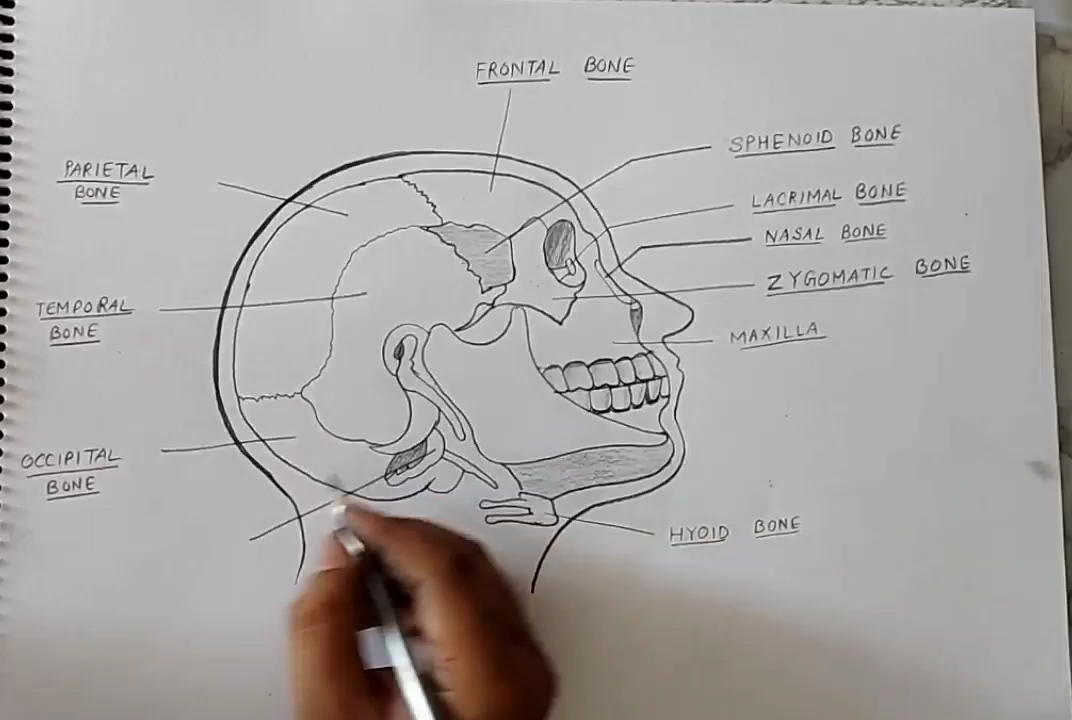 FRONTAL BONE
SPHENOID BONE
PARIETAL
BONE
LACRIMAL BONE
NASAL BONE
ZYGOMATIC BONE
TEMPORAL
BONE
MAXILLA
OCCIPITAL
BONE
HYOID BONE